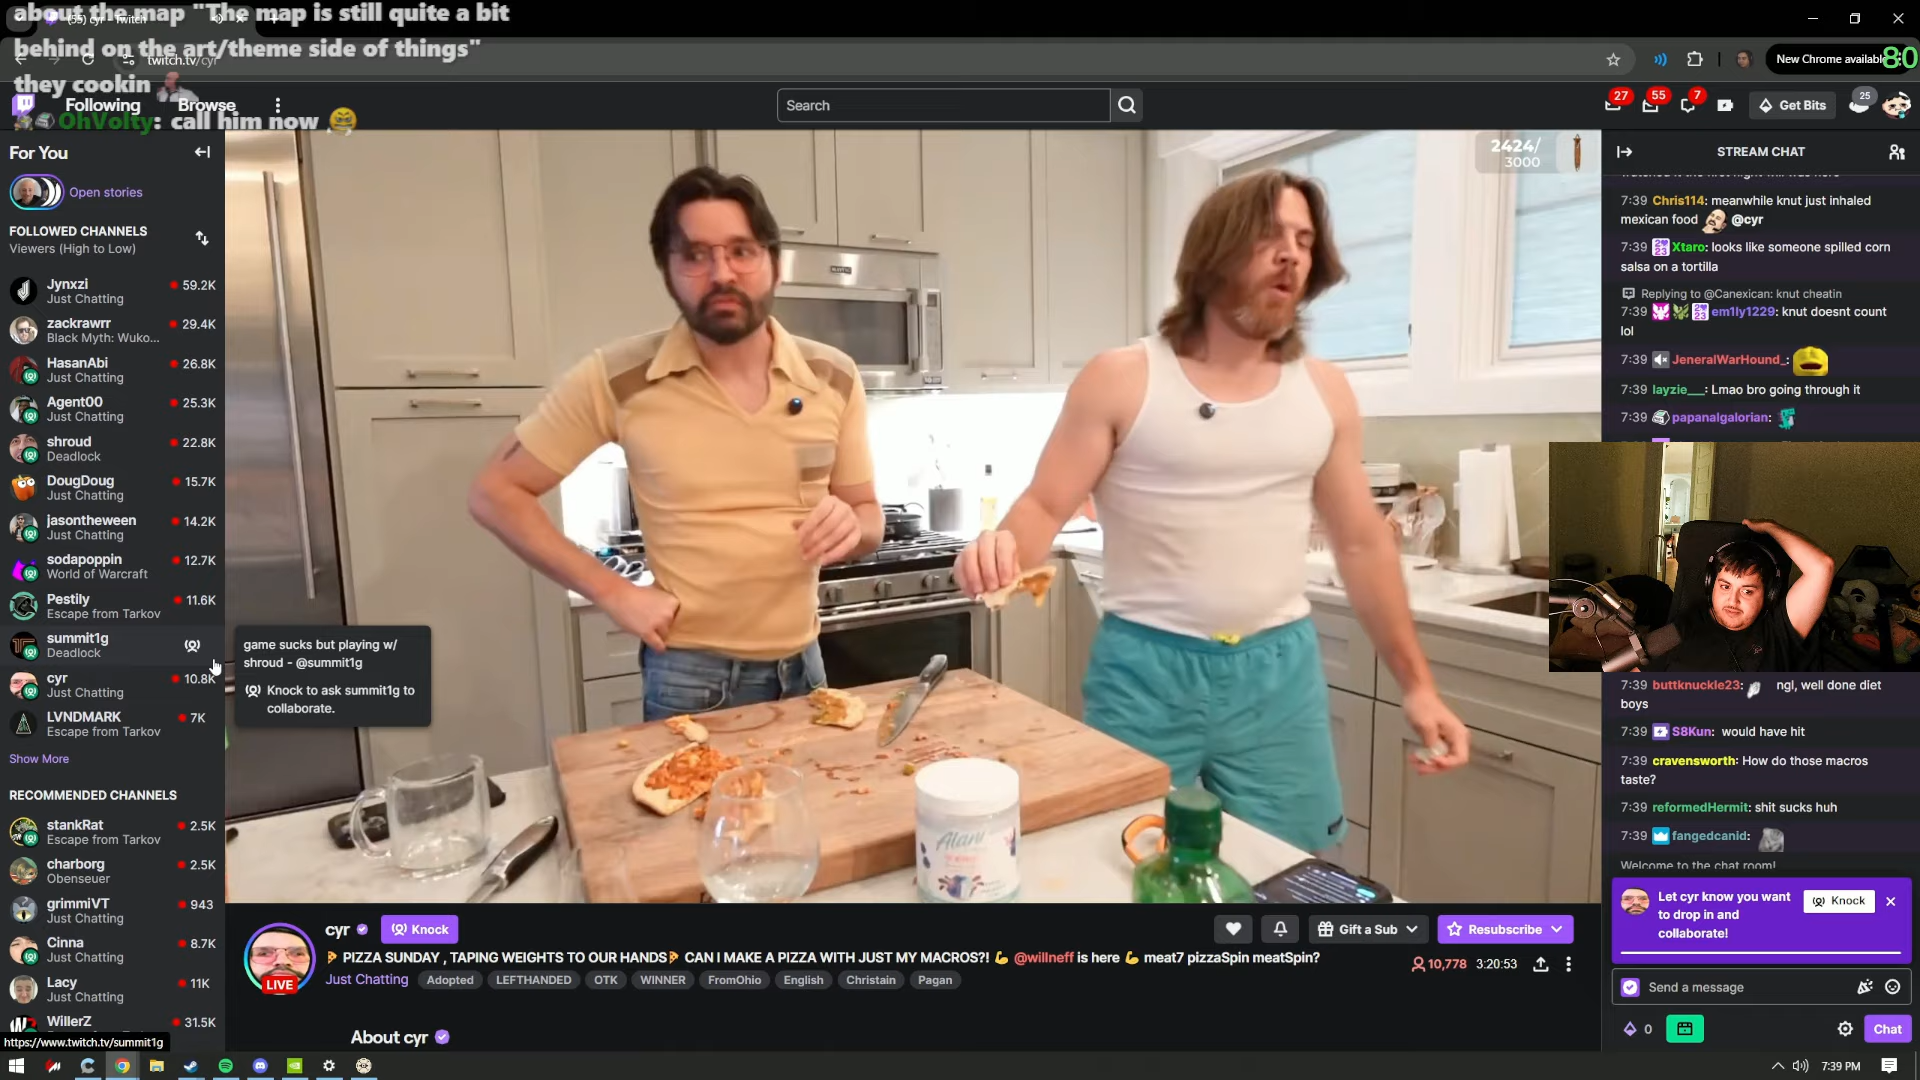 about the map "The map is still quite a bit
behind on the art/theme side of things"
they cookin
OhVolty: call him now
(55) cyr - Twitch
twitch.tv/cyr
New Chrome available
80
Following
Browse
Search
27
55
7
Get Bits
25
For You
Open stories
FOLLOWED CHANNELS
Viewers (High to Low)
Jynxzi
59.2K
Just Chatting
zackrawrr
29.4K
Black Myth: Wuko...
HasanAbi
26.8K
Just Chatting
Agent00
25.3K
Just Chatting
shroud
22.8K
Deadlock
DougDoug
15.7K
Just Chatting
jasontheween
14.2K
Just Chatting
sodapoppin
12.7K
World of Warcraft
Pestily
11.6K
Escape from Tarkov
summit1g
Deadlock
cyr
10.8K
Just Chatting
LVNDMARK
7K
Escape from Tarkov
Show More
RECOMMENDED CHANNELS
stankRat
2.5K
Escape from Tarkov
charborg
2.5K
Obenseuer
grimmiVT
943
Just Chatting
Cinna
8.7K
Just Chatting
Lacy
11K
Just Chatting
WillerZ
31.5K
https://www.twitch.tv/summit1g
game sucks but playing w/
shroud - @summit1g
Knock to ask summit1g to
collaborate.
2424/
3000
Alani
cyr
Knock
Gift a Sub
Resubscribe
PIZZA SUNDAY , TAPING WEIGHTS TO OUR HANDS CAN I MAKE A PIZZA WITH JUST MY MACROS?! @willneff is here meat7 pizzaSpin meatSpin?
10,778
3:20:53
LIVE
Just Chatting
Adopted
LEFTHANDED
OTK
WINNER
FromOhio
English
Christain
Pagan
About cyr
STREAM CHAT
7:39 Chris114: meanwhile knut just inhaled
mexican food @cyr
7:39 Xtaro: looks like someone spilled corn
salsa on a tortilla
Replying to @Canexican: knut cheatin
7:39 em1ly1229: knut doesnt count
lol
7:39 JeneralWarHound_:
7:39 layzie___: Lmao bro going through it
7:39 papanalgalorian:
7:39 buttknuckle23: ngl, well done diet
boys
7:39 S8Kun: would have hit
7:39 cravensworth: How do those macros
taste?
7:39 reformedHermit: shit sucks huh
7:39 fangedcanid:
Welcome to the chat room!
Let cyr know you want
to drop in and
collaborate!
Knock
Send a message
0
Chat
7:39 PM